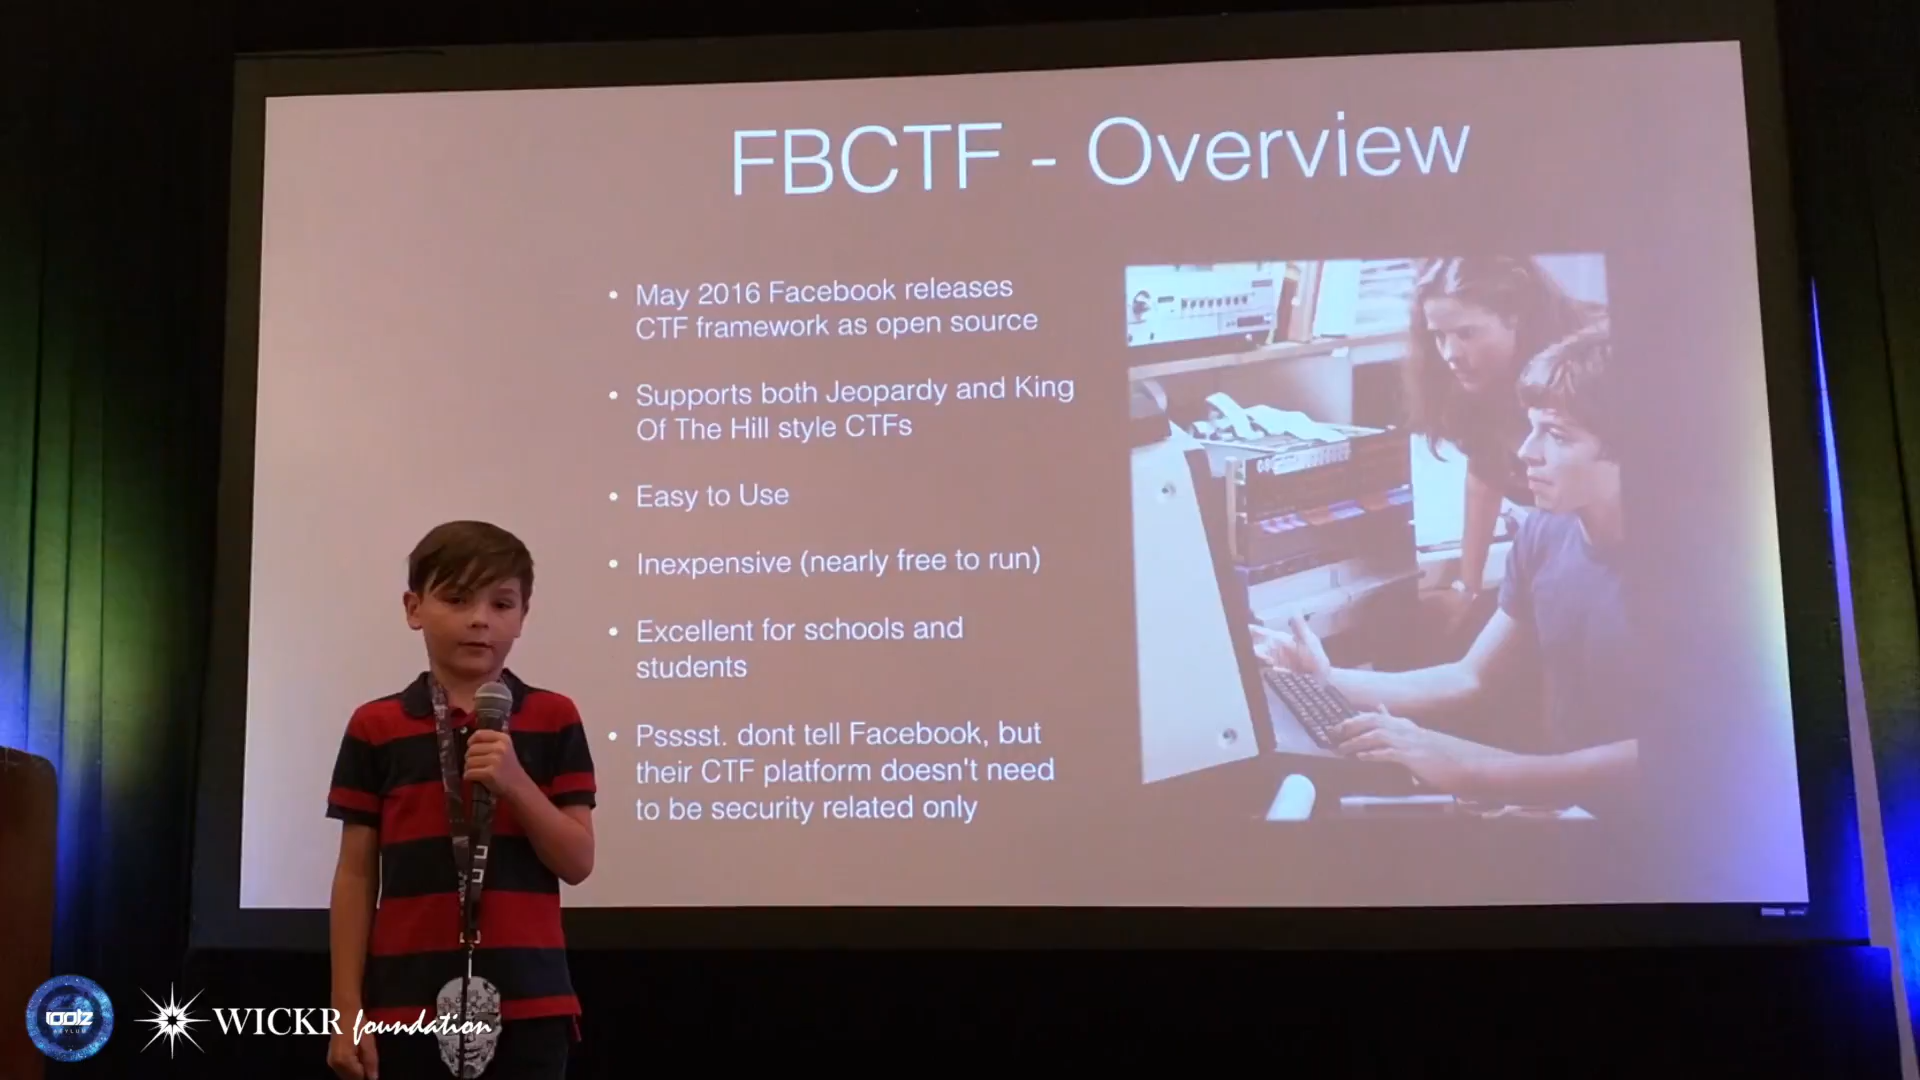 FBCTF - Overview
• May 2016 Facebook releases
CTF framework as open source
• Supports both Jeopardy and King
Of The Hill style CTFs
• Easy to Use
• Inexpensive (nearly free to run)
• Excellent for schools and
students
• Psssst. dont tell Facebook, but
their CTF platform doesn't need
to be security related only
WICKR foundation